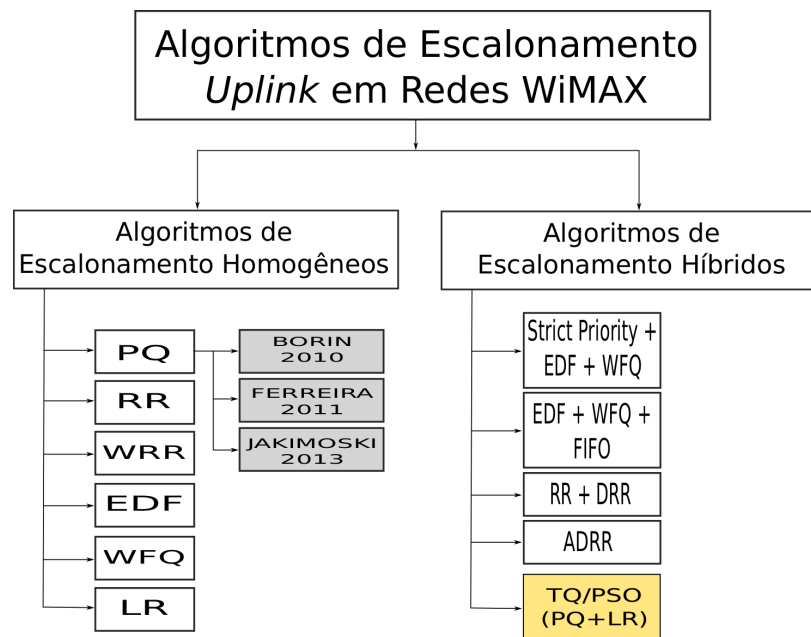 Algoritmos de Escalonamento
Uplink em Redes WiMAX
Algoritmos de
Escalonamento Homogêneos
PQ
RR
WRR
EDF
WFQ
LR
BORIN
2010
FERREIRA
2011
JAKIMOSKI
2013
Algoritmos de
Escalonamento Híbridos
Strict Priority +
EDF + WFQ
EDF + WFQ +
FIFO
RR + DRR
ADRR
TQ/PSO
(PQ+LR)